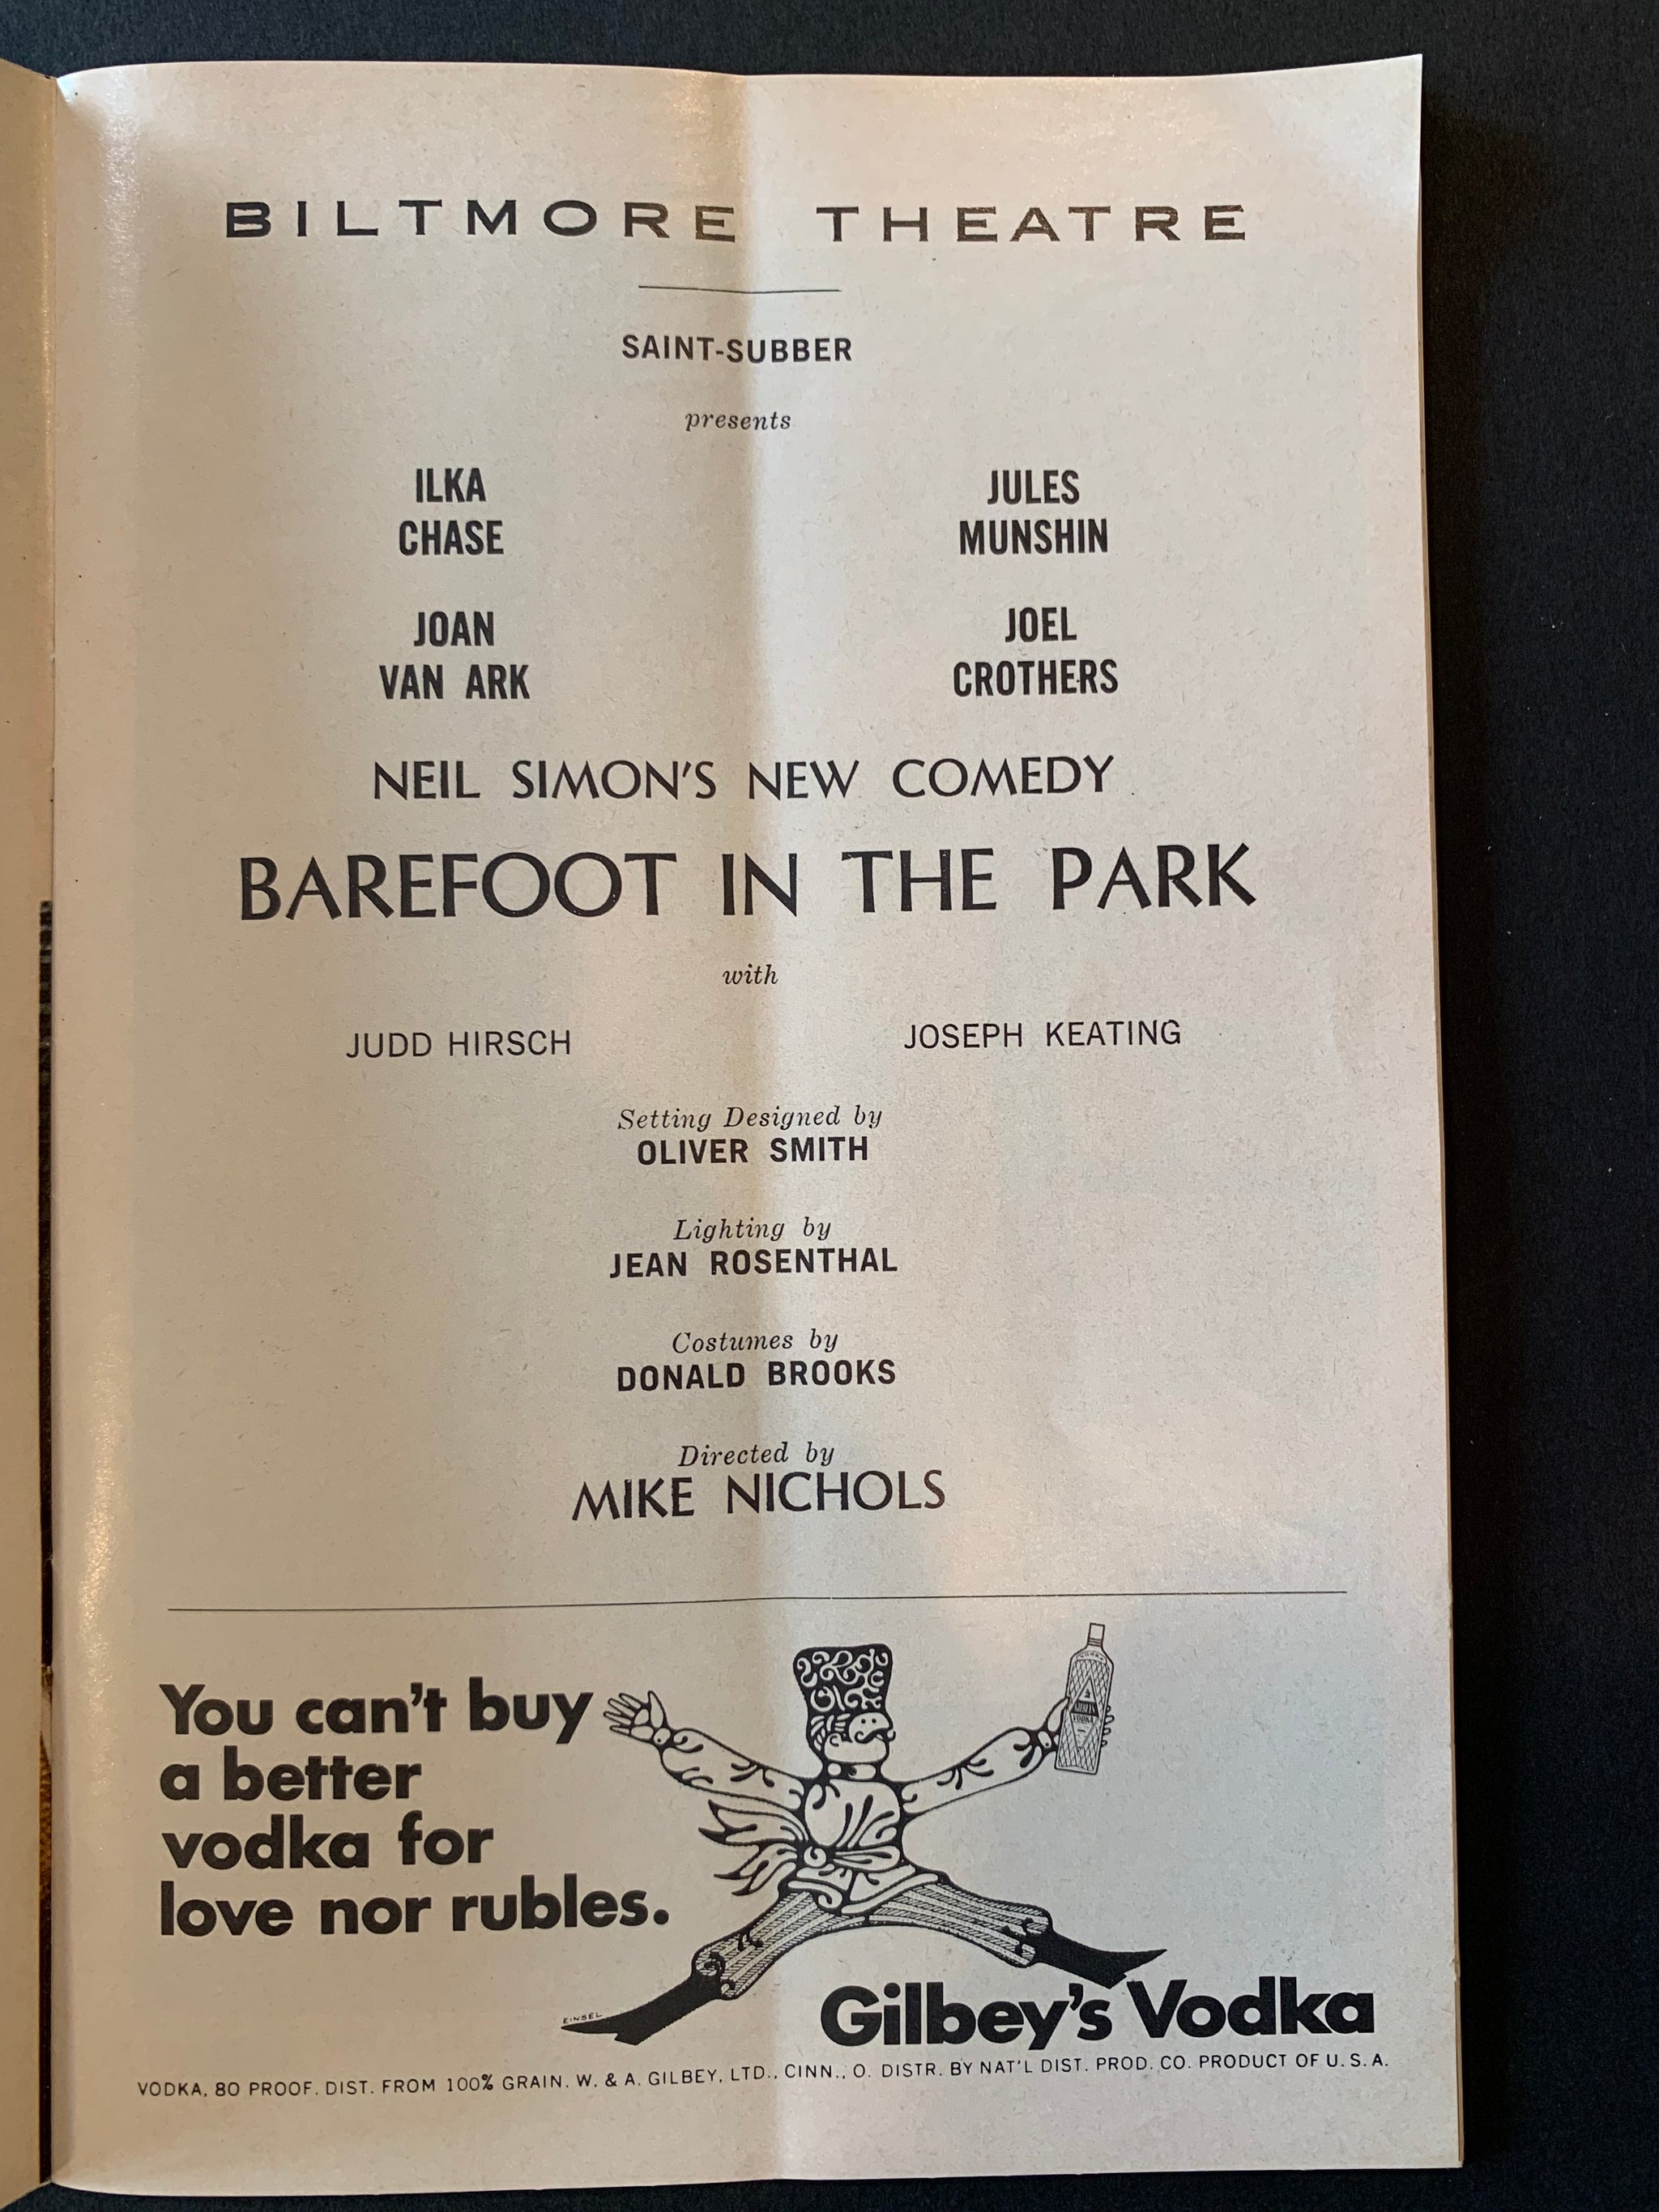 BILTMORE THEATRE
SAINT-SUBBER
presents
ILKA
CHASE
JULES
MUNSHIN
JOAN
VAN ARK
JOEL
CROTHERS
NEIL SIMON'S NEW COMEDY
BAREFOOT IN THE PARK
with
JUDD HIRSCH
JOSEPH KEATING
Setting Designed by
OLIVER SMITH
Lighting by
JEAN ROSENTHAL
Costumes by
DONALD BROOKS
Directed by
MIKE NICHOLS
You can't buy
a better
vodka for
love nor rubles.
VODKA
EINSEL
Gilbey's Vodka
VODKA, 80 PROOF. DIST. FROM 100% GRAIN. W. & A. GILBEY, LTD., CINN., O. DISTR. BY NAT'L DIST. PROD. CO. PRODUCT OF U.S.A.